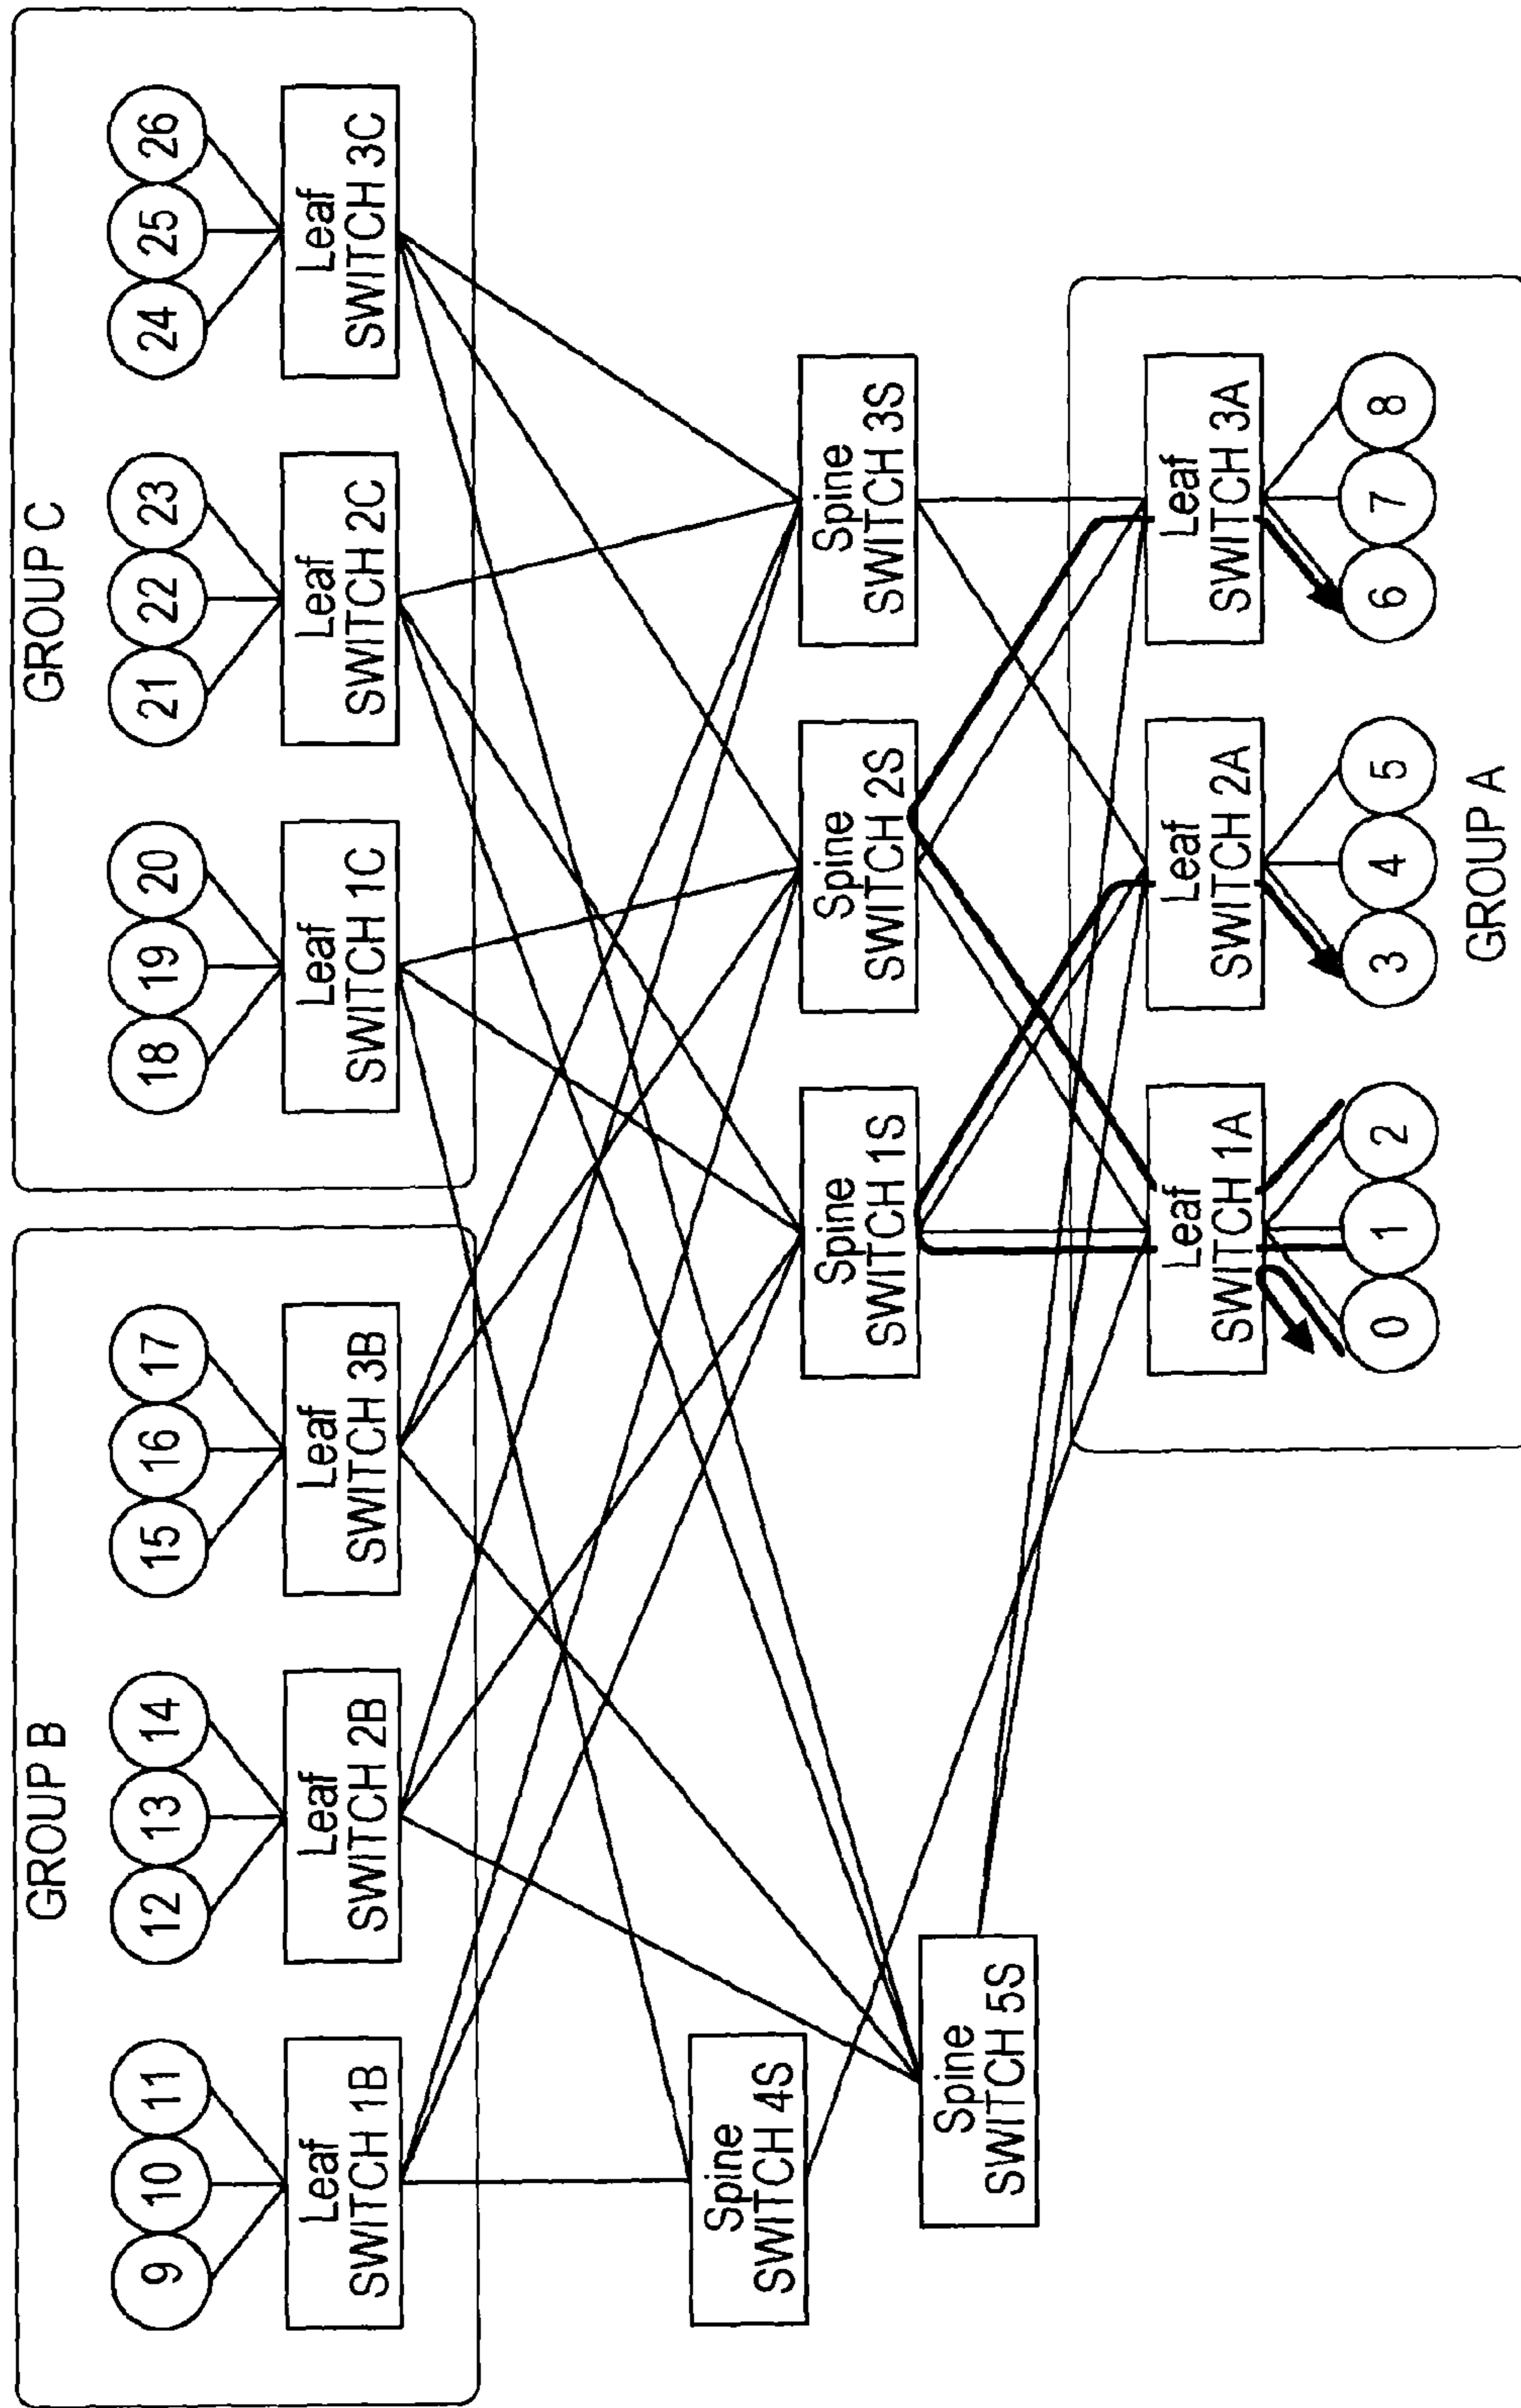 GROUP B
9
10
11
12
13
14
15
16
17
Leaf
SWITCH 1B
Leaf
SWITCH 2B
Leaf
SWITCH 3B
GROUP C
18
19
20
21
22
23
24
25
26
Leaf
SWITCH 1C
Leaf
SWITCH 2C
Leaf
SWITCH 3C
Spine
SWITCH 4S
Spine
SWITCH 5S
Spine
SWITCH 1S
Spine
SWITCH 2S
Spine
SWITCH 3S
Leaf
SWITCH 1A
Leaf
SWITCH 2A
Leaf
SWITCH 3A
0
1
2
3
4
5
6
7
8
GROUP A